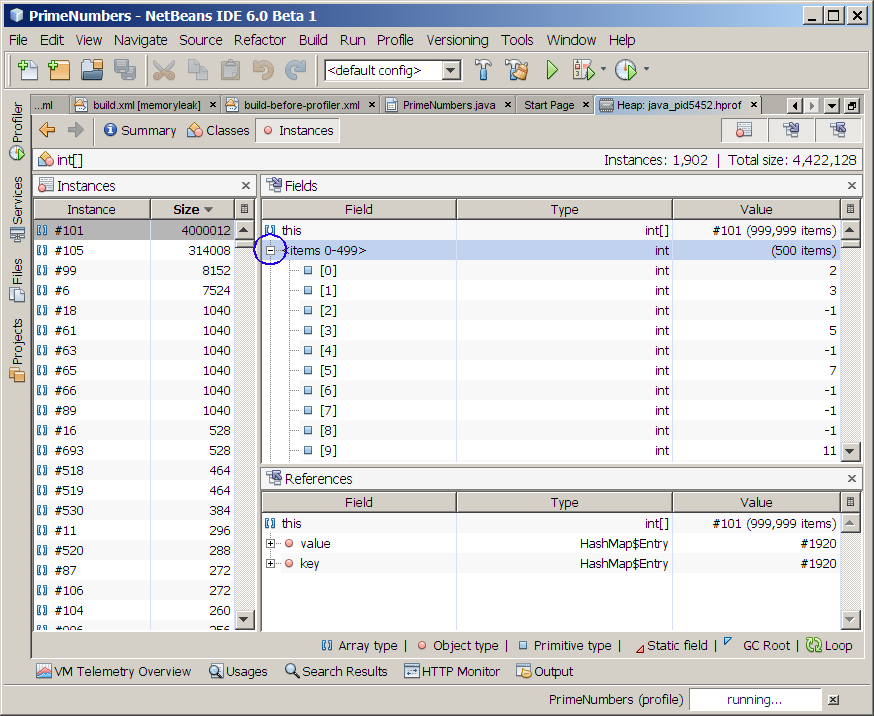 PrimeNumbers - NetBeans IDE 6.0 Beta 1
File Edit View Navigate Source Refactor Build Run Profile Versioning Tools Window Help
<default config>
...ml build.xml [memoryleak] build-before-profiler.xml PrimeNumbers.java Start Page Heap: java_pid5452.hprof
Profiler
Services
Files
Projects
Summary Classes Instances
int[] Instances: 1,902 | Total size: 4,422,128
Instances
Instance Size
#101 4000012
#105 314008
#99 8152
#6 7524
#18 1040
#61 1040
#63 1040
#65 1040
#66 1040
#89 1040
#16 528
#693 528
#518 464
#519 464
#530 384
#11 296
#520 288
#87 272
#106 272
#104 260
Fields
Field Type Value
this int[] #101 (999,999 items)
<items 0-499> int (500 items)
[0] int 2
[1] int 3
[2] int -1
[3] int 5
[4] int -1
[5] int 7
[6] int -1
[7] int -1
[8] int -1
[9] int 11
References
Field Type Value
this int[] #101 (999,999 items)
value HashMap$Entry #1920
key HashMap$Entry #1920
Array type | Object type | Primitive type | Static field | GC Root | Loop
VM Telemetry Overview Usages Search Results HTTP Monitor Output
PrimeNumbers (profile) running...